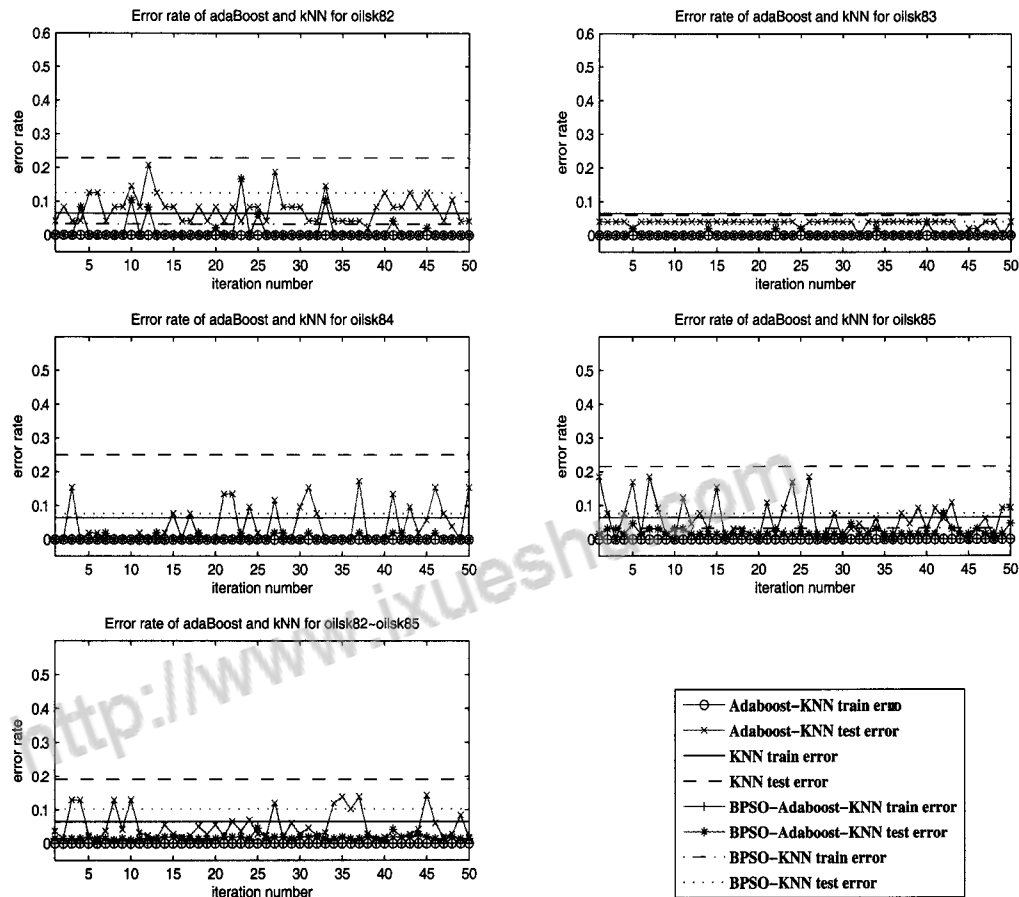 Error rate of adaBoost and kNN for oilsk82
error rate
0.6
0.5
0.4
0.3
0.2
0.1
0
5 10 15 20 25 30 35 40 45 50
iteration number
Error rate of adaBoost and kNN for oilsk83
error rate
0.6
0.5
0.4
0.3
0.2
0.1
0
5 10 15 20 25 30 35 40 45 50
iteration number
Error rate of adaBoost and kNN for oilsk84
error rate
0.5
0.4
0.3
0.2
0.1
0
5 10 15 20 25 30 35 40 45 50
iteration number
Error rate of adaBoost and kNN for oilsk85
error rate
0.5
0.4
0.3
0.2
0.1
0
5 10 15 20 25 30 35 40 45 50
iteration number
Error rate of adaBoost and kNN for oilsk82~oilsk85
error rate
0.5
0.4
0.3
0.2
0.1
0
5 10 15 20 25 30 35 40 45 50
iteration number
Adaboost-KNN train erno
Adaboost-KNN test error
KNN train error
KNN test error
BPSO-Adaboost-KNN train error
BPSO-Adaboost-KNN test error
BPSO-KNN train error
BPSO-KNN test error
http://www.ixueshu.com